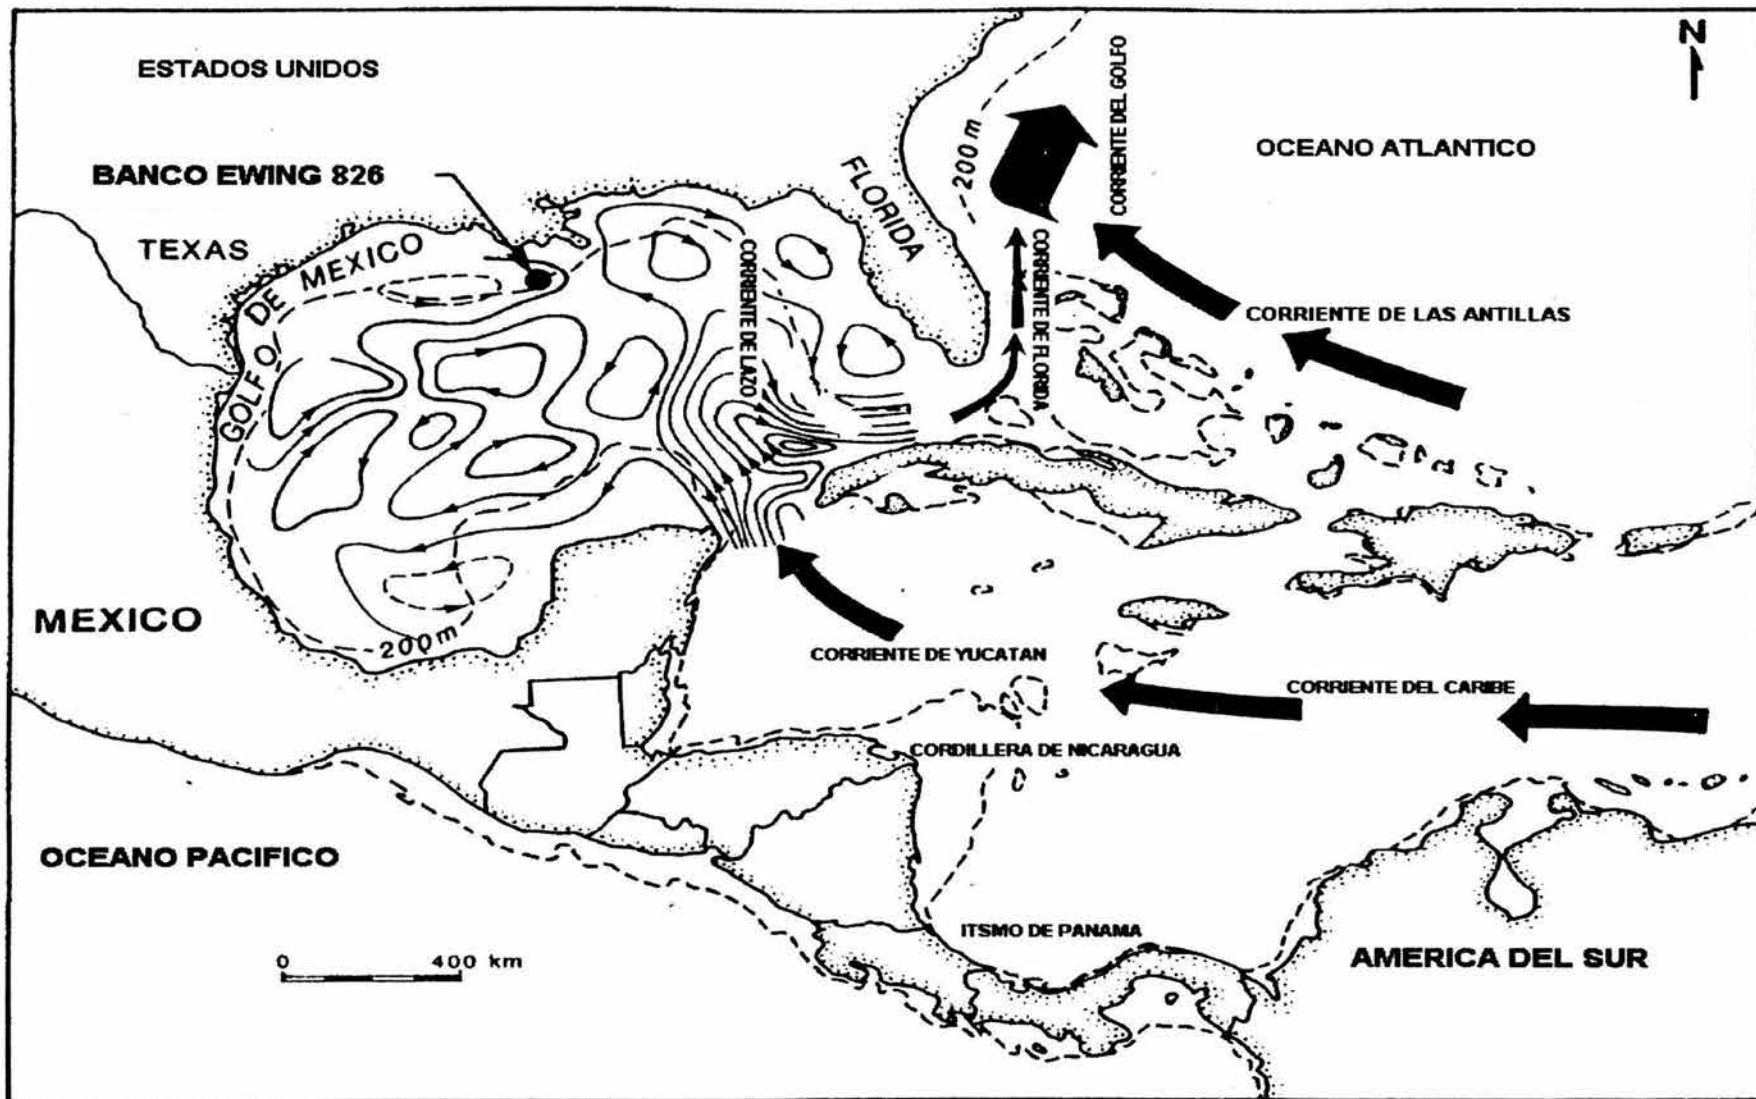 N
ESTADOS UNIDOS
BANCO EWING 826
TEXAS
GOLFO DE MEXICO
FLORIDA
200m
CORRIENTE DEL GOLFO
OCEANO ATLANTICO
CORRIENTE DE LAZO
CORRIENTE DE FLORIDA
CORRIENTE DE LAS ANTILLAS
MEXICO
200m
CORRIENTE DE YUCATAN
CORRIENTE DEL CARIBE
CORDILLERA DE NICARAGUA
OCEANO PACIFICO
ITSMO DE PANAMA
AMERICA DEL SUR
0 400 km